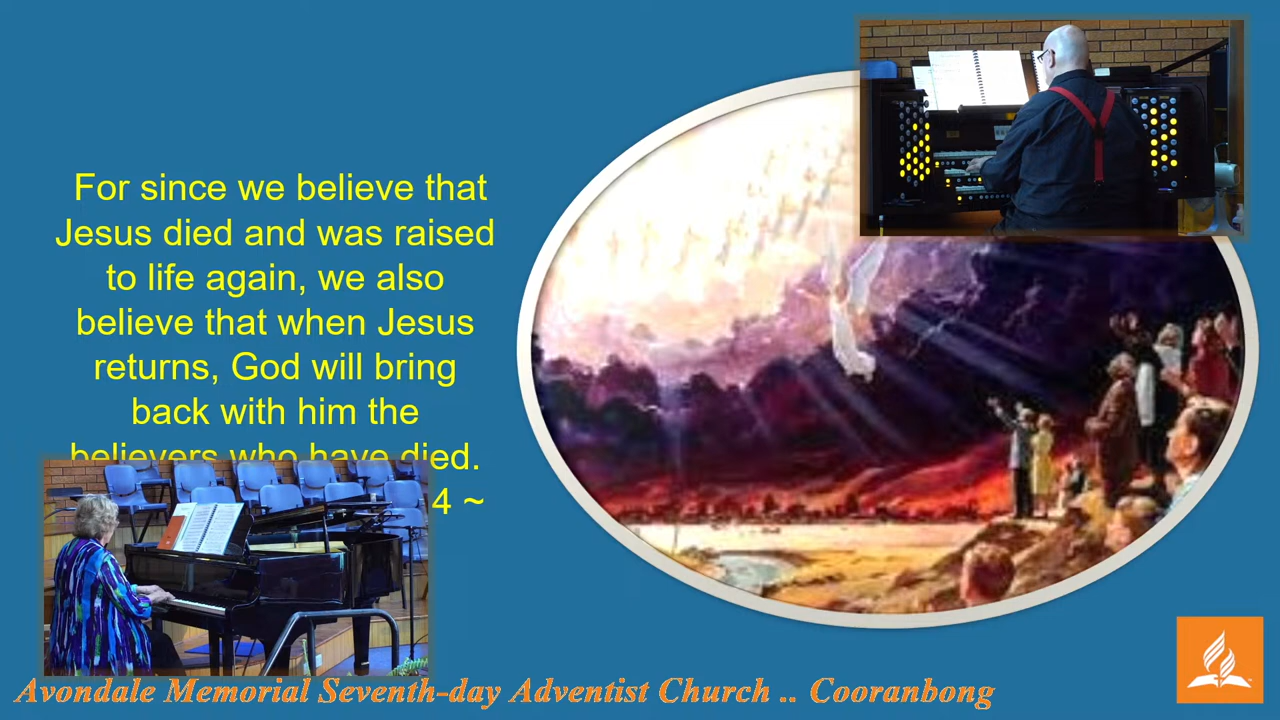 For since we believe that
Jesus died and was raised
to life again, we also
believe that when Jesus
returns, God will bring
back with him the
believers who have died.
4 ~
Avondale Memorial Seventh-day Adventist Church .. Cooranbong